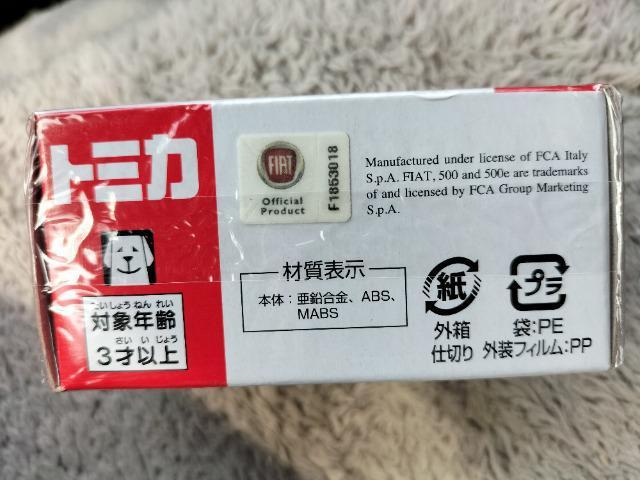 トミカ
FIAT
Official
Product
F1853018
Manufactured under license of FCA Italy
S.p.A. FIAT, 500 and 500e are trademarks
of and licensed by FCA Group Marketing
S.p.A.
たいしょうねんれい
対象年齢
さいいじょう
3才以上
材質表示
本体：亜鉛合金、ABS、
MABS
紙
外箱
仕切り
プラ
袋：PE
外装フィルム：PP